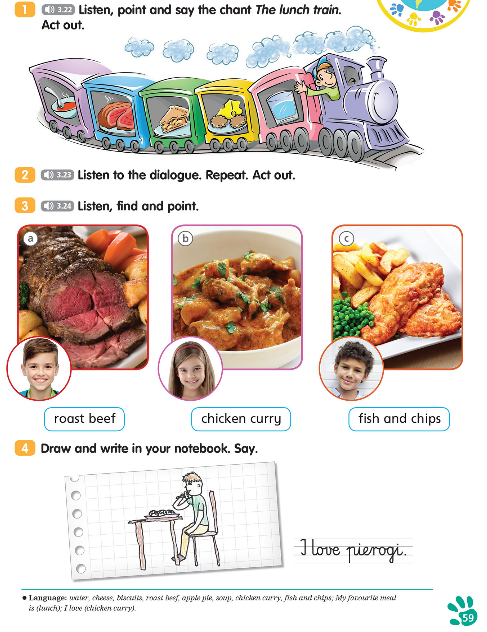 1 3.22 Listen, point and say the chant The lunch train.
Act out.
2 3.23 Listen to the dialogue. Repeat. Act out.
3 3.24 Listen, find and point.
a b c
roast beef chicken curry fish and chips
4 Draw and write in your notebook. Say.
I love pierogi.
• Language: water, cheese, biscuits, roast beef, apple pie, soup, chicken curry, fish and chips; My favourite meal
is (lunch); I love (chicken curry).
59